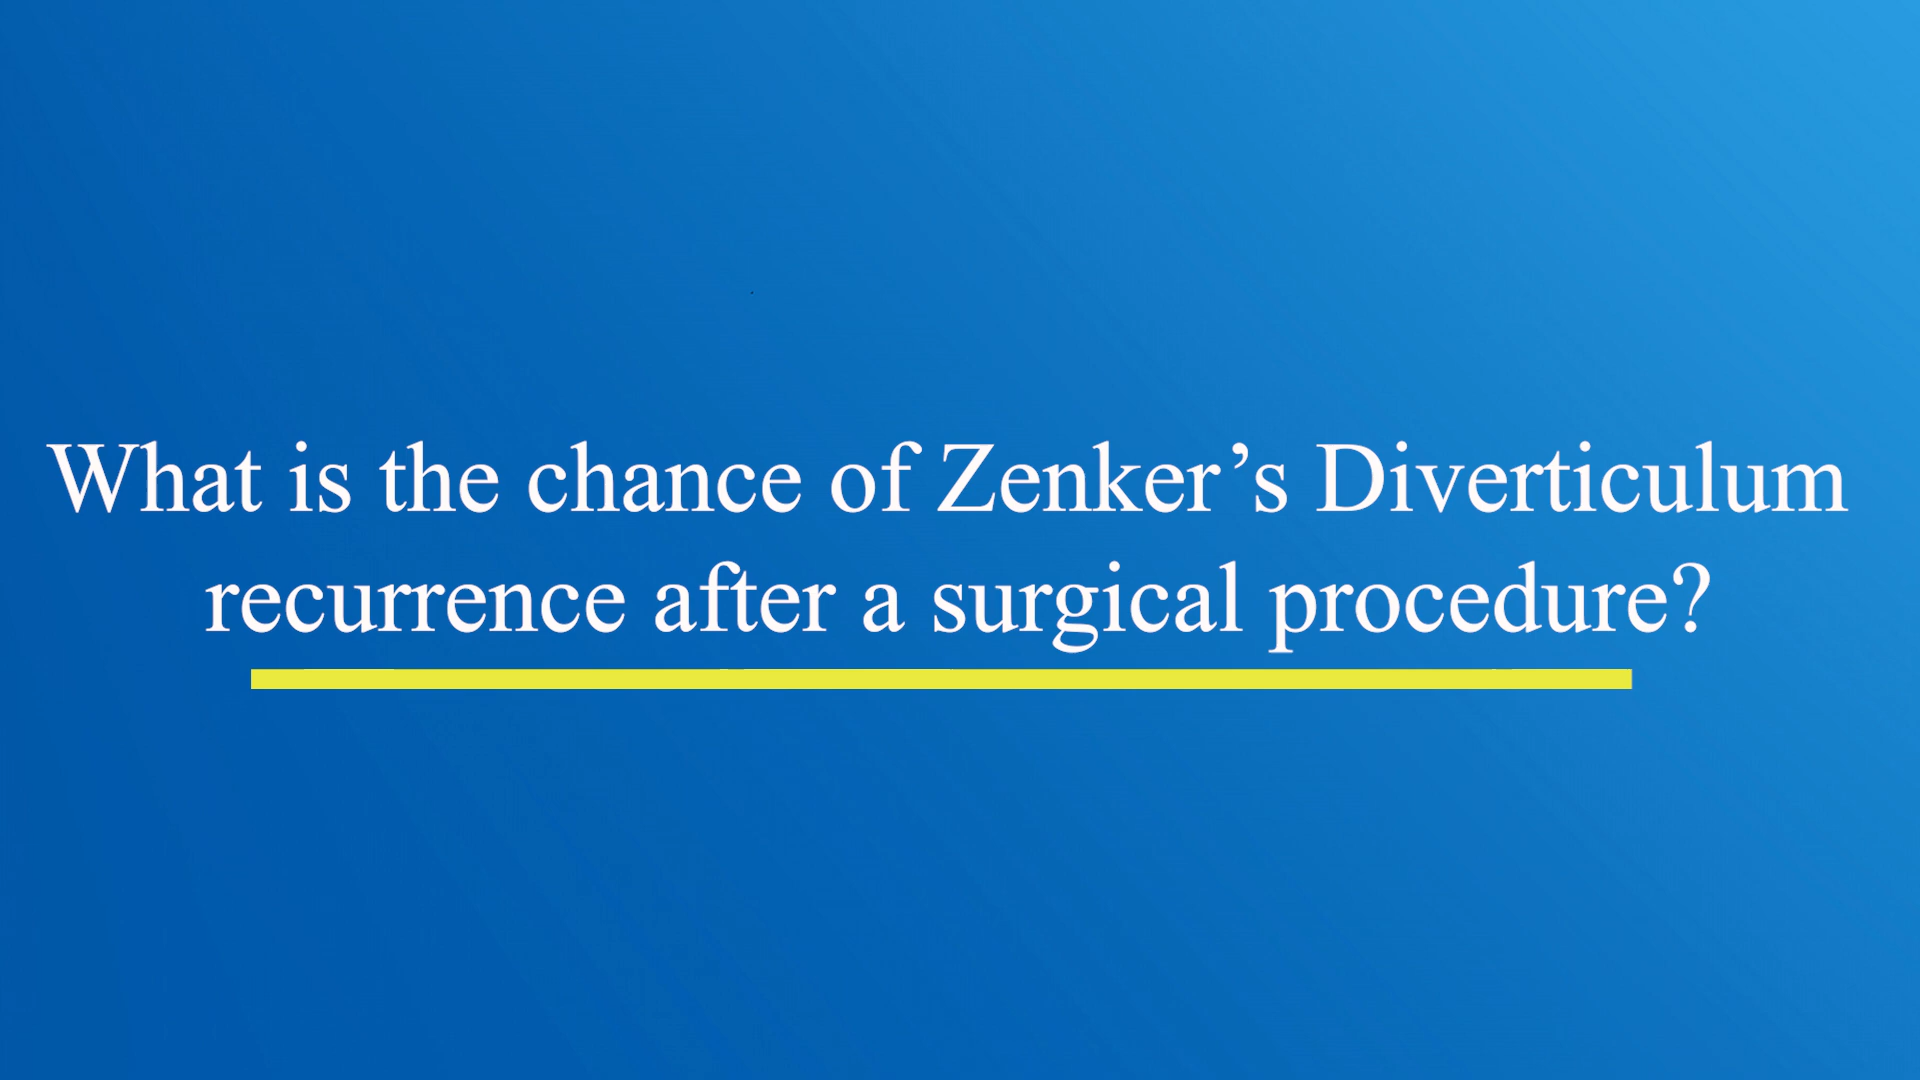 What is the chance of Zenker’s Diverticulum
recurrence after a surgical procedure?